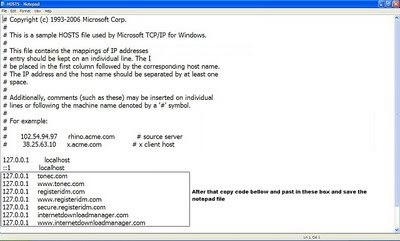 HOSTS - Notepad
File Edit Format View Help
# Copyright (c) 1993-2006 Microsoft Corp.
#
# This is a sample HOSTS file used by Microsoft TCP/IP for Windows.
#
# This file contains the mappings of IP addresses
# entry should be kept on an individual line. The I
# be placed in the first column followed by the corresponding host name.
# The IP address and the host name should be separated by at least one
# space.
#
# Additionally, comments (such as these) may be inserted on individual
# lines or following the machine name denoted by a '#' symbol.
#
# For example:
#
# 102.54.94.97 rhino.acme.com # source server
# 38.25.63.10 x.acme.com # x client host
127.0.0.1 localhost
::1 localhost
127.0.0.1 tonec.com
127.0.0.1 www.tonec.com
127.0.0.1 registeridm.com
127.0.0.1 www.registeridm.com
127.0.0.1 secure.registeridm.com
127.0.0.1 internetdownloadmanager.com
127.0.0.1 www.internetdownloadmanager.com
After that copy code bellow and past in these box and save the
notepad file
Ln 1, Col 1